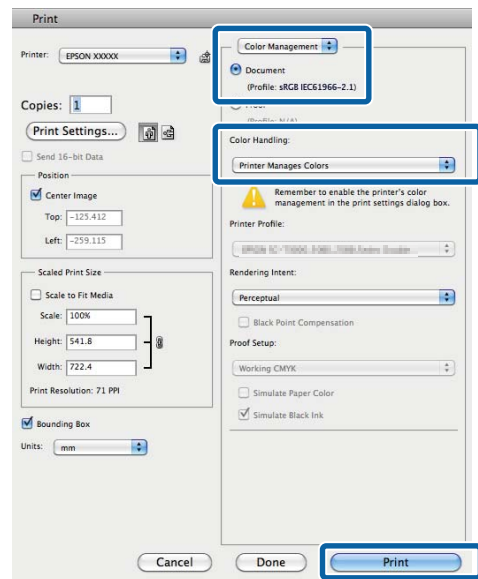 Print
Printer: EPSON XXXXX
Copies: 1
Print Settings...
Send 16-bit Data
Position
Center Image
Top: -125.412
Left: -259.115
Scaled Print Size
Scale to Fit Media
Scale: 100%
Height: 541.8
Width: 722.4
Print Resolution: 71 PPI
Bounding Box
Units: mm
Color Management
Document
(Profile: sRGB IEC61966-2.1)
(Profile: N/A)
Color Handling:
Printer Manages Colors
Remember to enable the printer's color
management in the print settings dialog box.
Printer Profile:
Rendering Intent:
Perceptual
Black Point Compensation
Proof Setup:
Working CMYK
Simulate Paper Color
Simulate Black Ink
Cancel
Done
Print